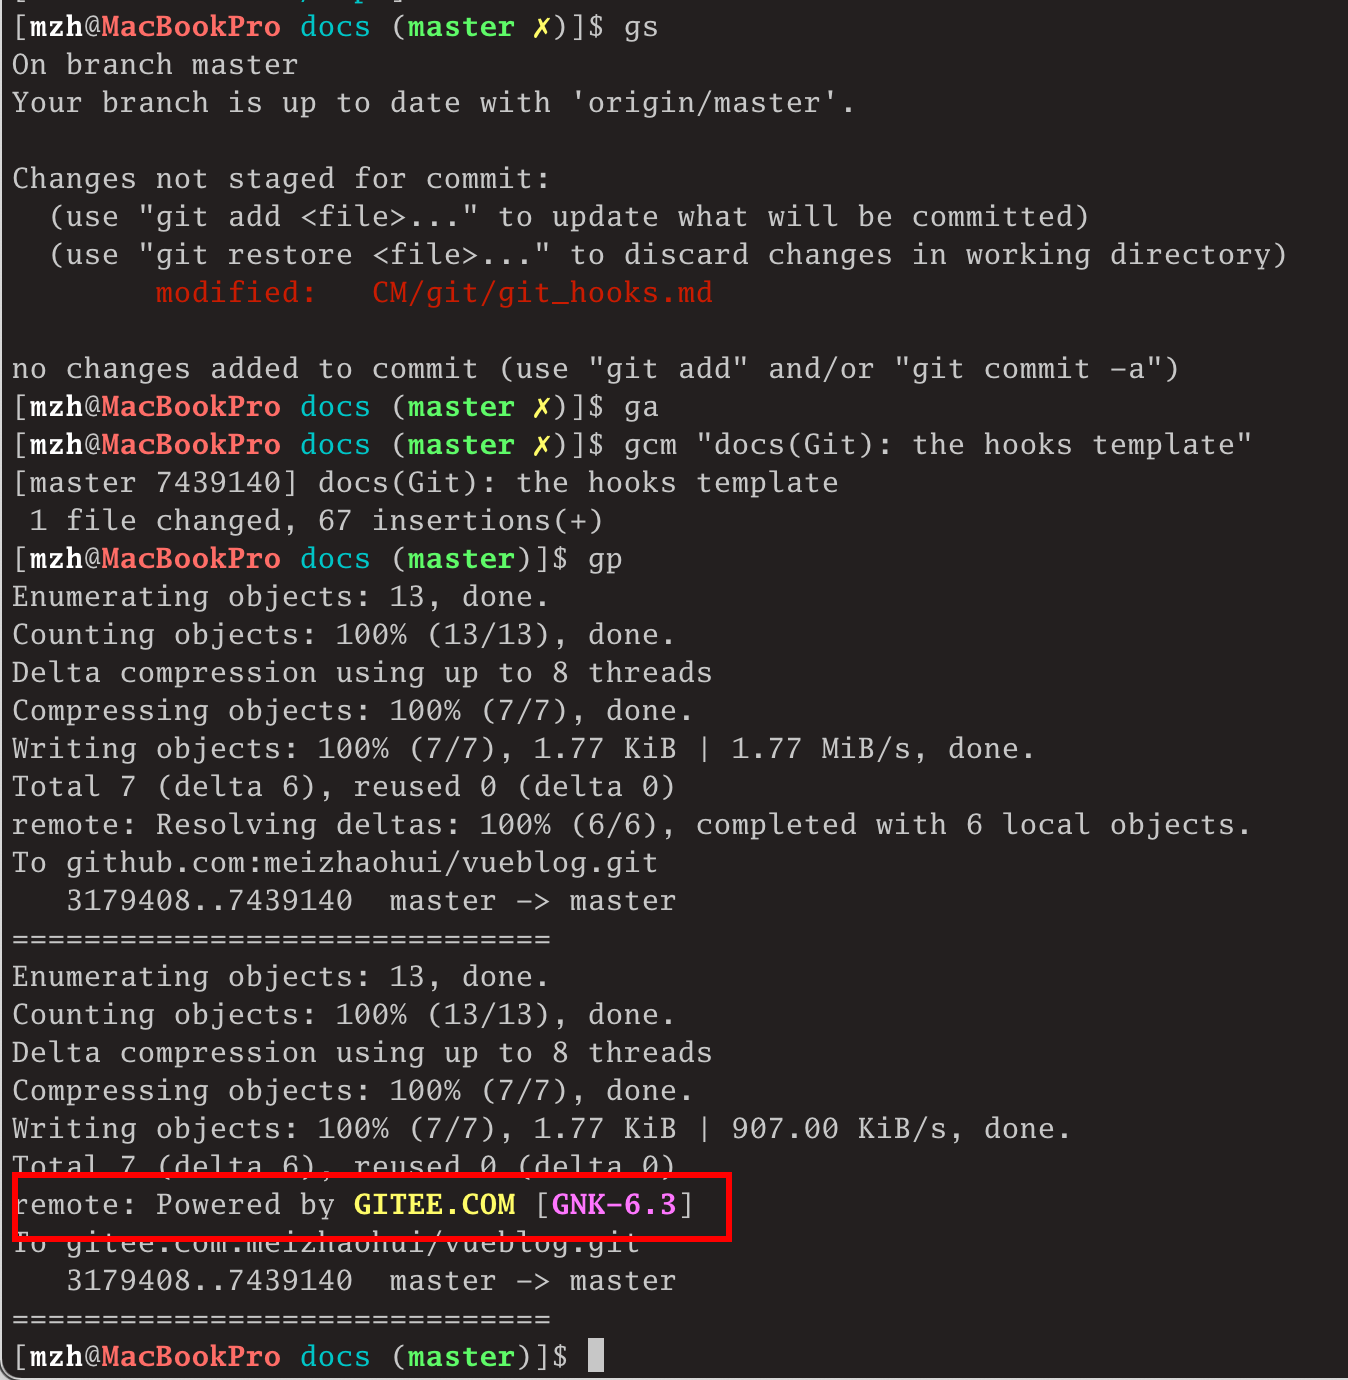 [mzh@MacBookPro docs (master ✗)]$ gs
On branch master
Your branch is up to date with 'origin/master'.
Changes not staged for commit:
  (use "git add <file>..." to update what will be committed)
  (use "git restore <file>..." to discard changes in working directory)
        modified:   CM/git/git_hooks.md
no changes added to commit (use "git add" and/or "git commit -a")
[mzh@MacBookPro docs (master ✗)]$ ga
[mzh@MacBookPro docs (master ✗)]$ gcm "docs(Git): the hooks template"
[master 7439140] docs(Git): the hooks template
 1 file changed, 67 insertions(+)
[mzh@MacBookPro docs (master)]$ gp
Enumerating objects: 13, done.
Counting objects: 100% (13/13), done.
Delta compression using up to 8 threads
Compressing objects: 100% (7/7), done.
Writing objects: 100% (7/7), 1.77 KiB | 1.77 MiB/s, done.
Total 7 (delta 6), reused 0 (delta 0)
remote: Resolving deltas: 100% (6/6), completed with 6 local objects.
To github.com:meizhaohui/vueblog.git
   3179408..7439140  master -> master
==============================
Enumerating objects: 13, done.
Counting objects: 100% (13/13), done.
Delta compression using up to 8 threads
Compressing objects: 100% (7/7), done.
Writing objects: 100% (7/7), 1.77 KiB | 907.00 KiB/s, done.
Total 7 (delta 6), reused 0 (delta 0)
remote: Powered by GITEE.COM [GNK-6.3]
To gitee.com:meizhaohui/vueblog.git
   3179408..7439140  master -> master
==============================
[mzh@MacBookPro docs (master)]$